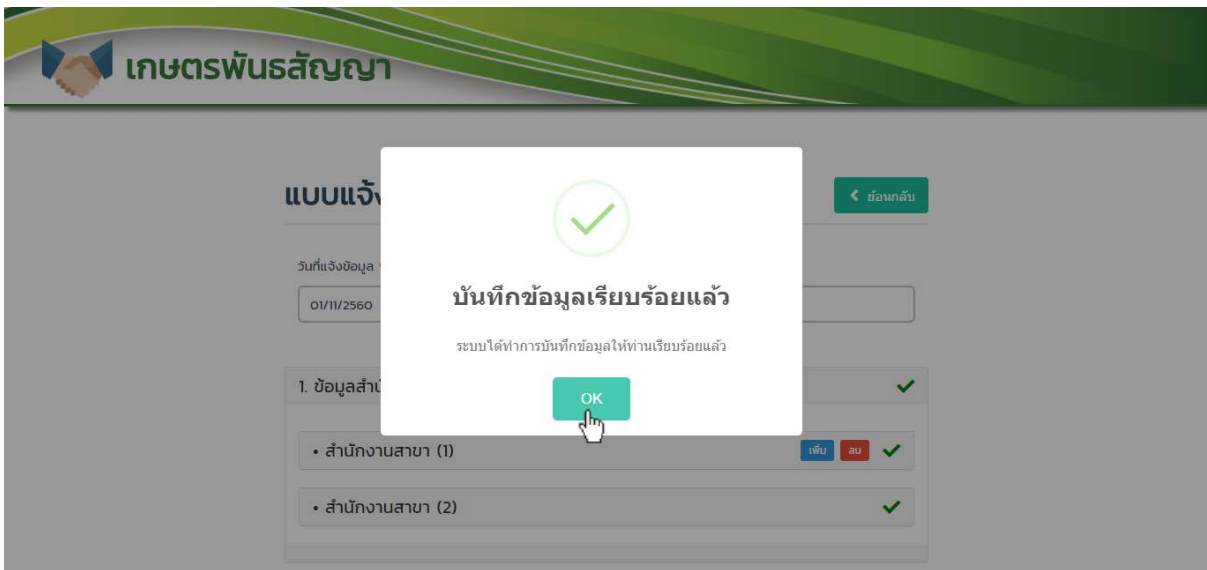 เกษตรพันธสัญญา
แบบแจ้ง
ย้อนกลับ
วันที่แจ้งข้อมูล
01/11/2560
บันทึกข้อมูลเรียบร้อยแล้ว
ระบบได้ทำการบันทึกข้อมูลให้ท่านเรียบร้อยแล้ว
OK
1. ข้อมูลสำนั
• สำนักงานสาขา (1)
เพิ่ม ลบ
• สำนักงานสาขา (2)